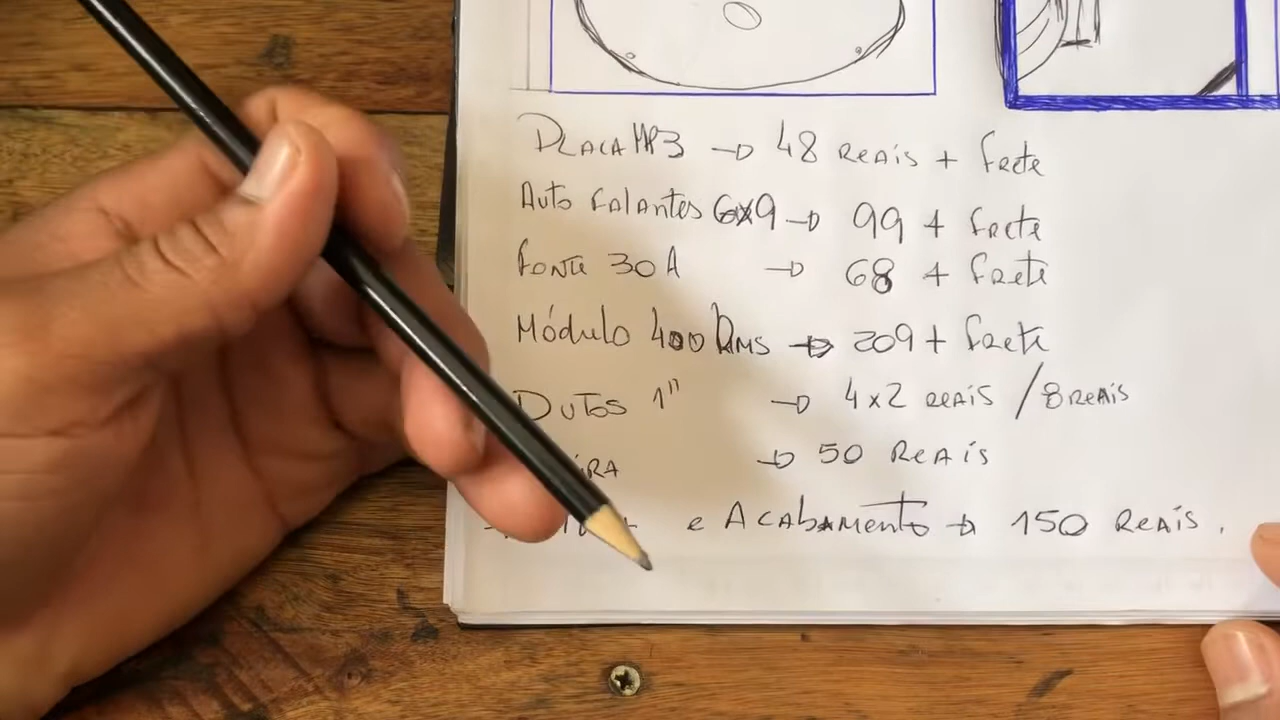 Placa MP3 → 48 reais + frete
Auto falantes 6x9 → 99 + frete
Fonte 30A → 68 + frete
Módulo 400 Rms → 209 + frete
Dutos 1" → 4x2 reais / 8 reais
→ 50 Reais
e Acabamento → 150 Reais.